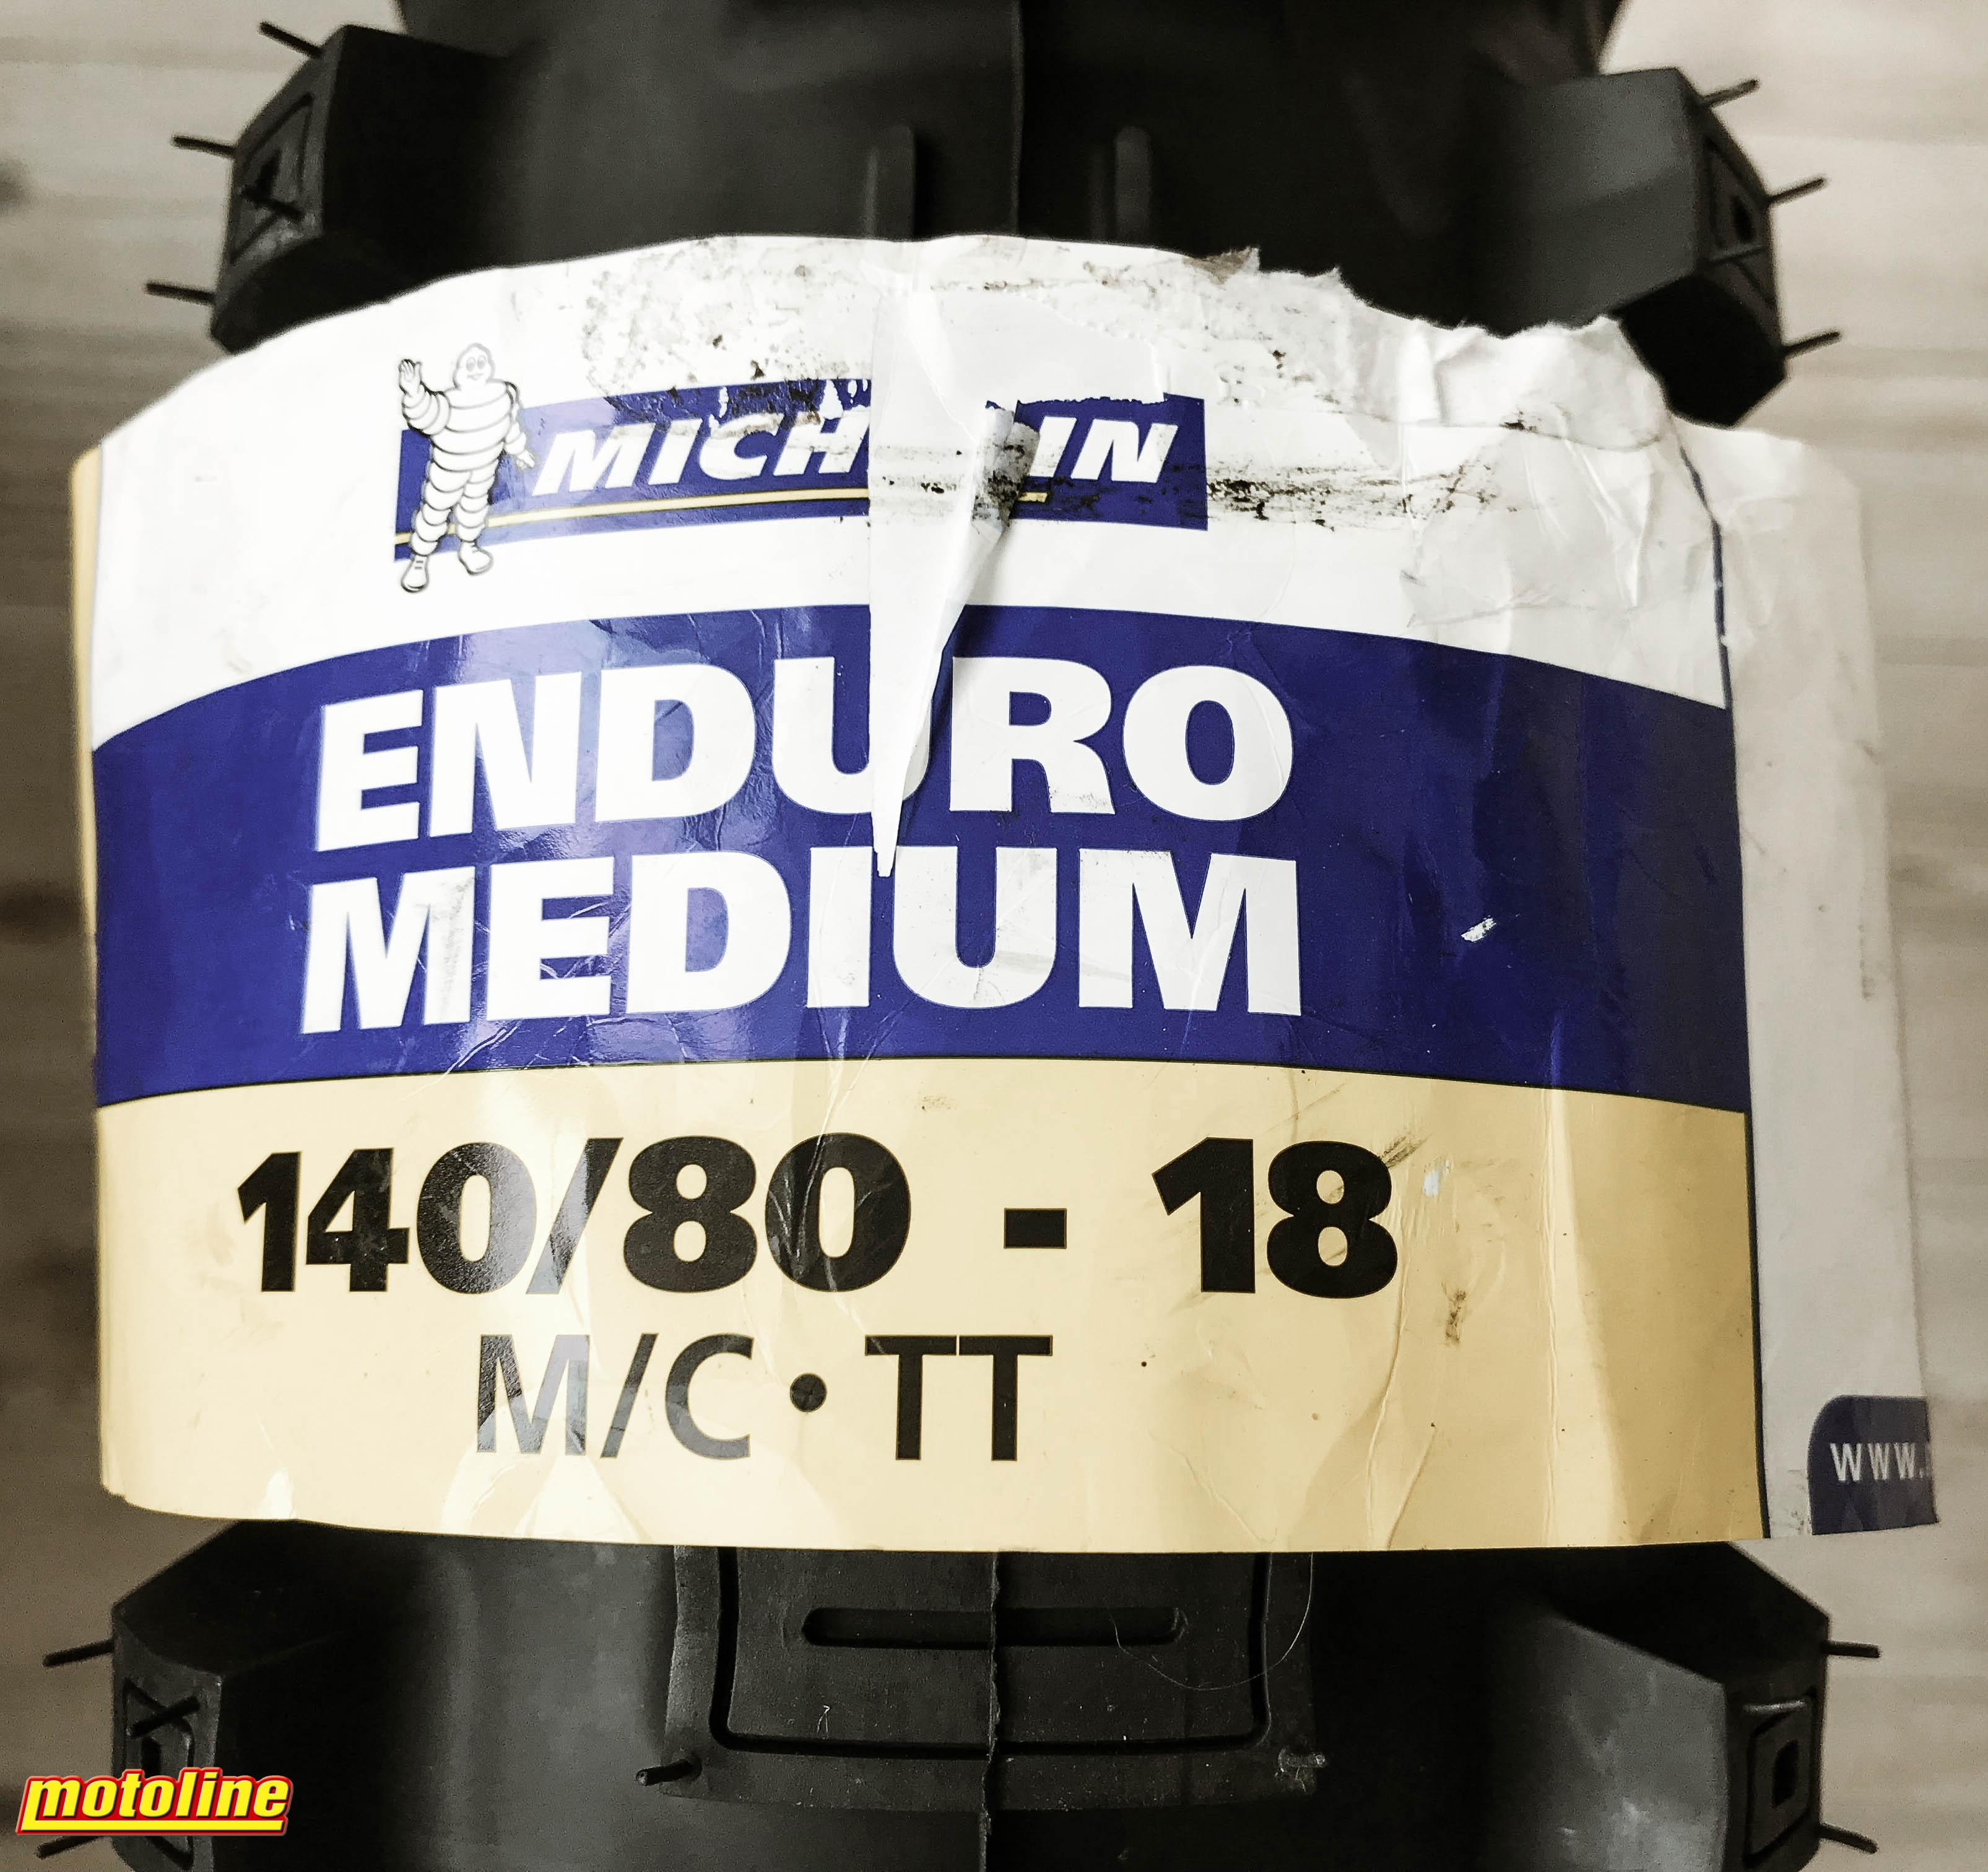 MICHELIN
ENDURO
MEDIUM
140/80 - 18
M/C • TT
www.
motoline